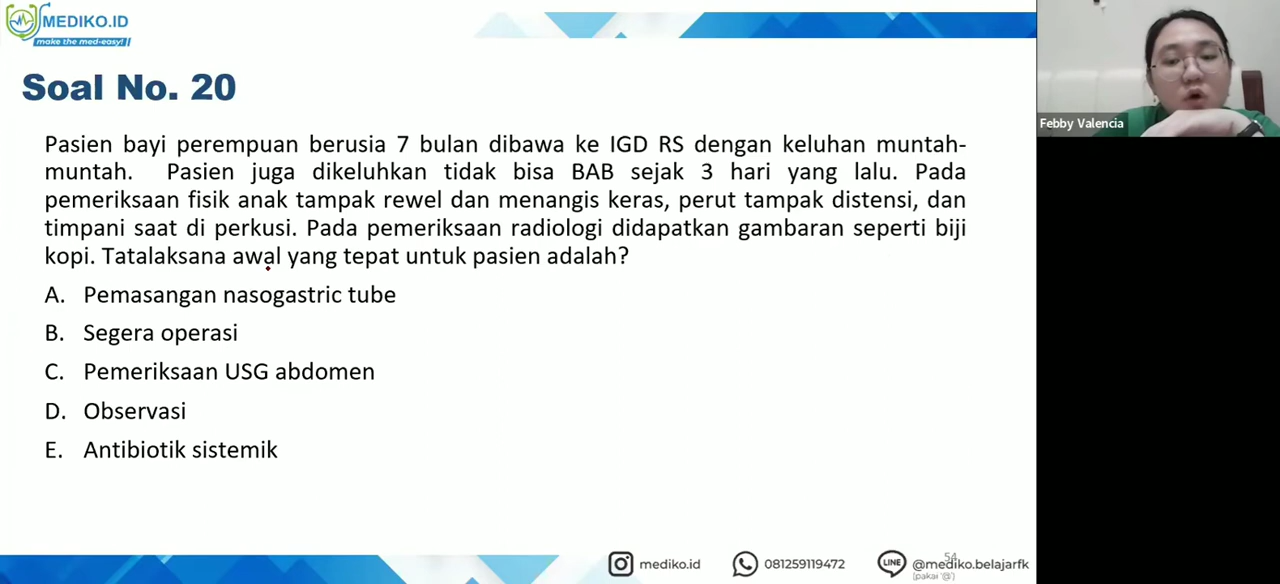 MEDIKO.ID
make the med-easy!
Soal No. 20
Pasien bayi perempuan berusia 7 bulan dibawa ke IGD RS dengan keluhan muntah-
muntah. Pasien juga dikeluhkan tidak bisa BAB sejak 3 hari yang lalu. Pada
pemeriksaan fisik anak tampak rewel dan menangis keras, perut tampak distensi, dan
timpani saat di perkusi. Pada pemeriksaan radiologi didapatkan gambaran seperti biji
kopi. Tatalaksana awal yang tepat untuk pasien adalah?
A. Pemasangan nasogastric tube
B. Segera operasi
C. Pemeriksaan USG abdomen
D. Observasi
E. Antibiotik sistemik
mediko.id
081259119472
LINE
@mediko.belajarfk
(pakai '@')
54
Febby Valencia